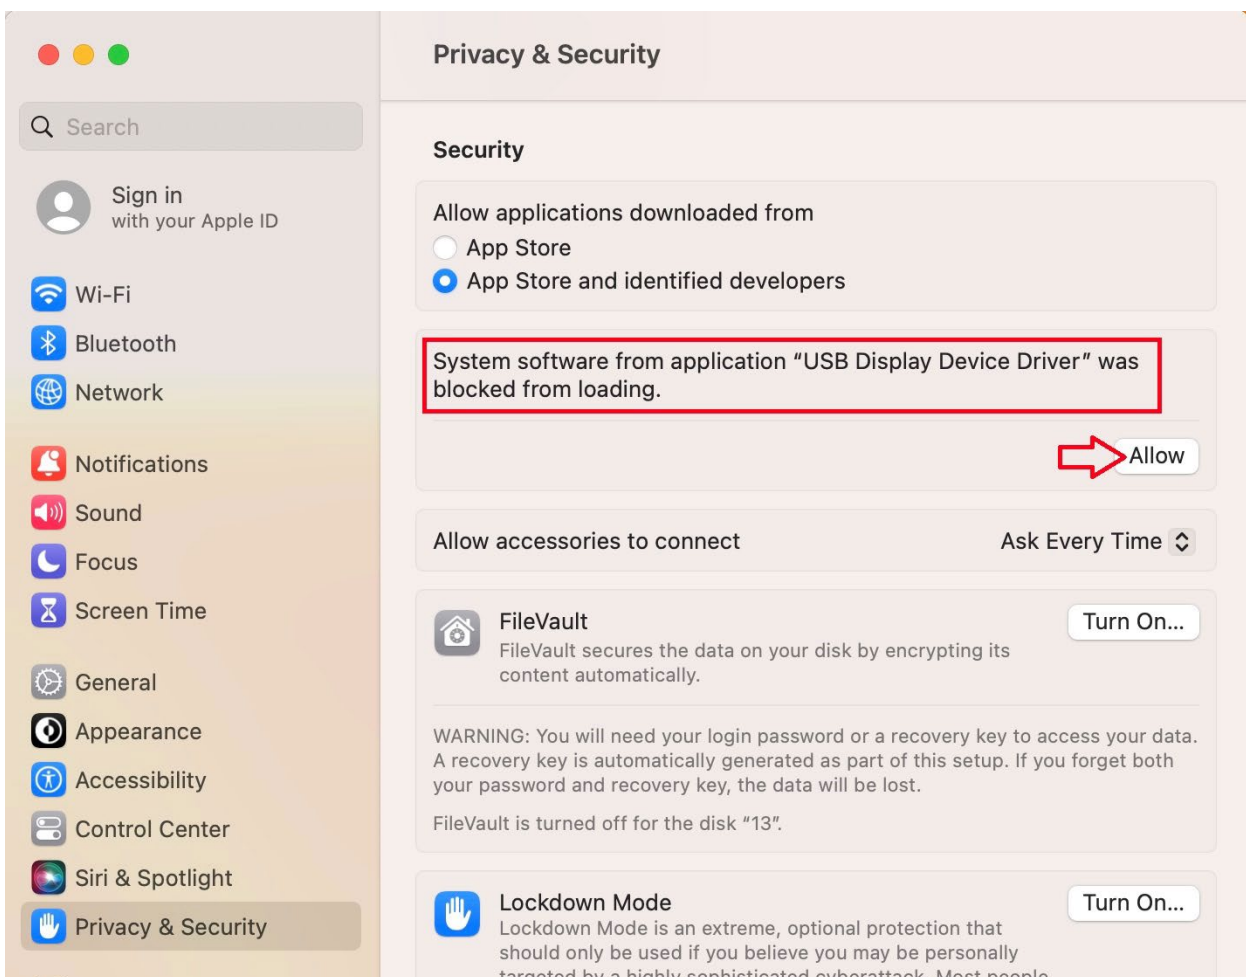 Privacy & Security
Search
Sign in
with your Apple ID
Wi-Fi
Bluetooth
Network
Notifications
Sound
Focus
Screen Time
General
Appearance
Accessibility
Control Center
Siri & Spotlight
Privacy & Security
Security
Allow applications downloaded from
App Store
App Store and identified developers
System software from application “USB Display Device Driver” was
blocked from loading.
Allow
Allow accessories to connect
Ask Every Time
FileVault
Turn On...
FileVault secures the data on your disk by encrypting its
content automatically.
WARNING: You will need your login password or a recovery key to access your data.
A recovery key is automatically generated as part of this setup. If you forget both
your password and recovery key, the data will be lost.
FileVault is turned off for the disk “13”.
Lockdown Mode
Turn On...
Lockdown Mode is an extreme, optional protection that
should only be used if you believe you may be personally
targeted by a highly sophisticated cyberattack. Most people